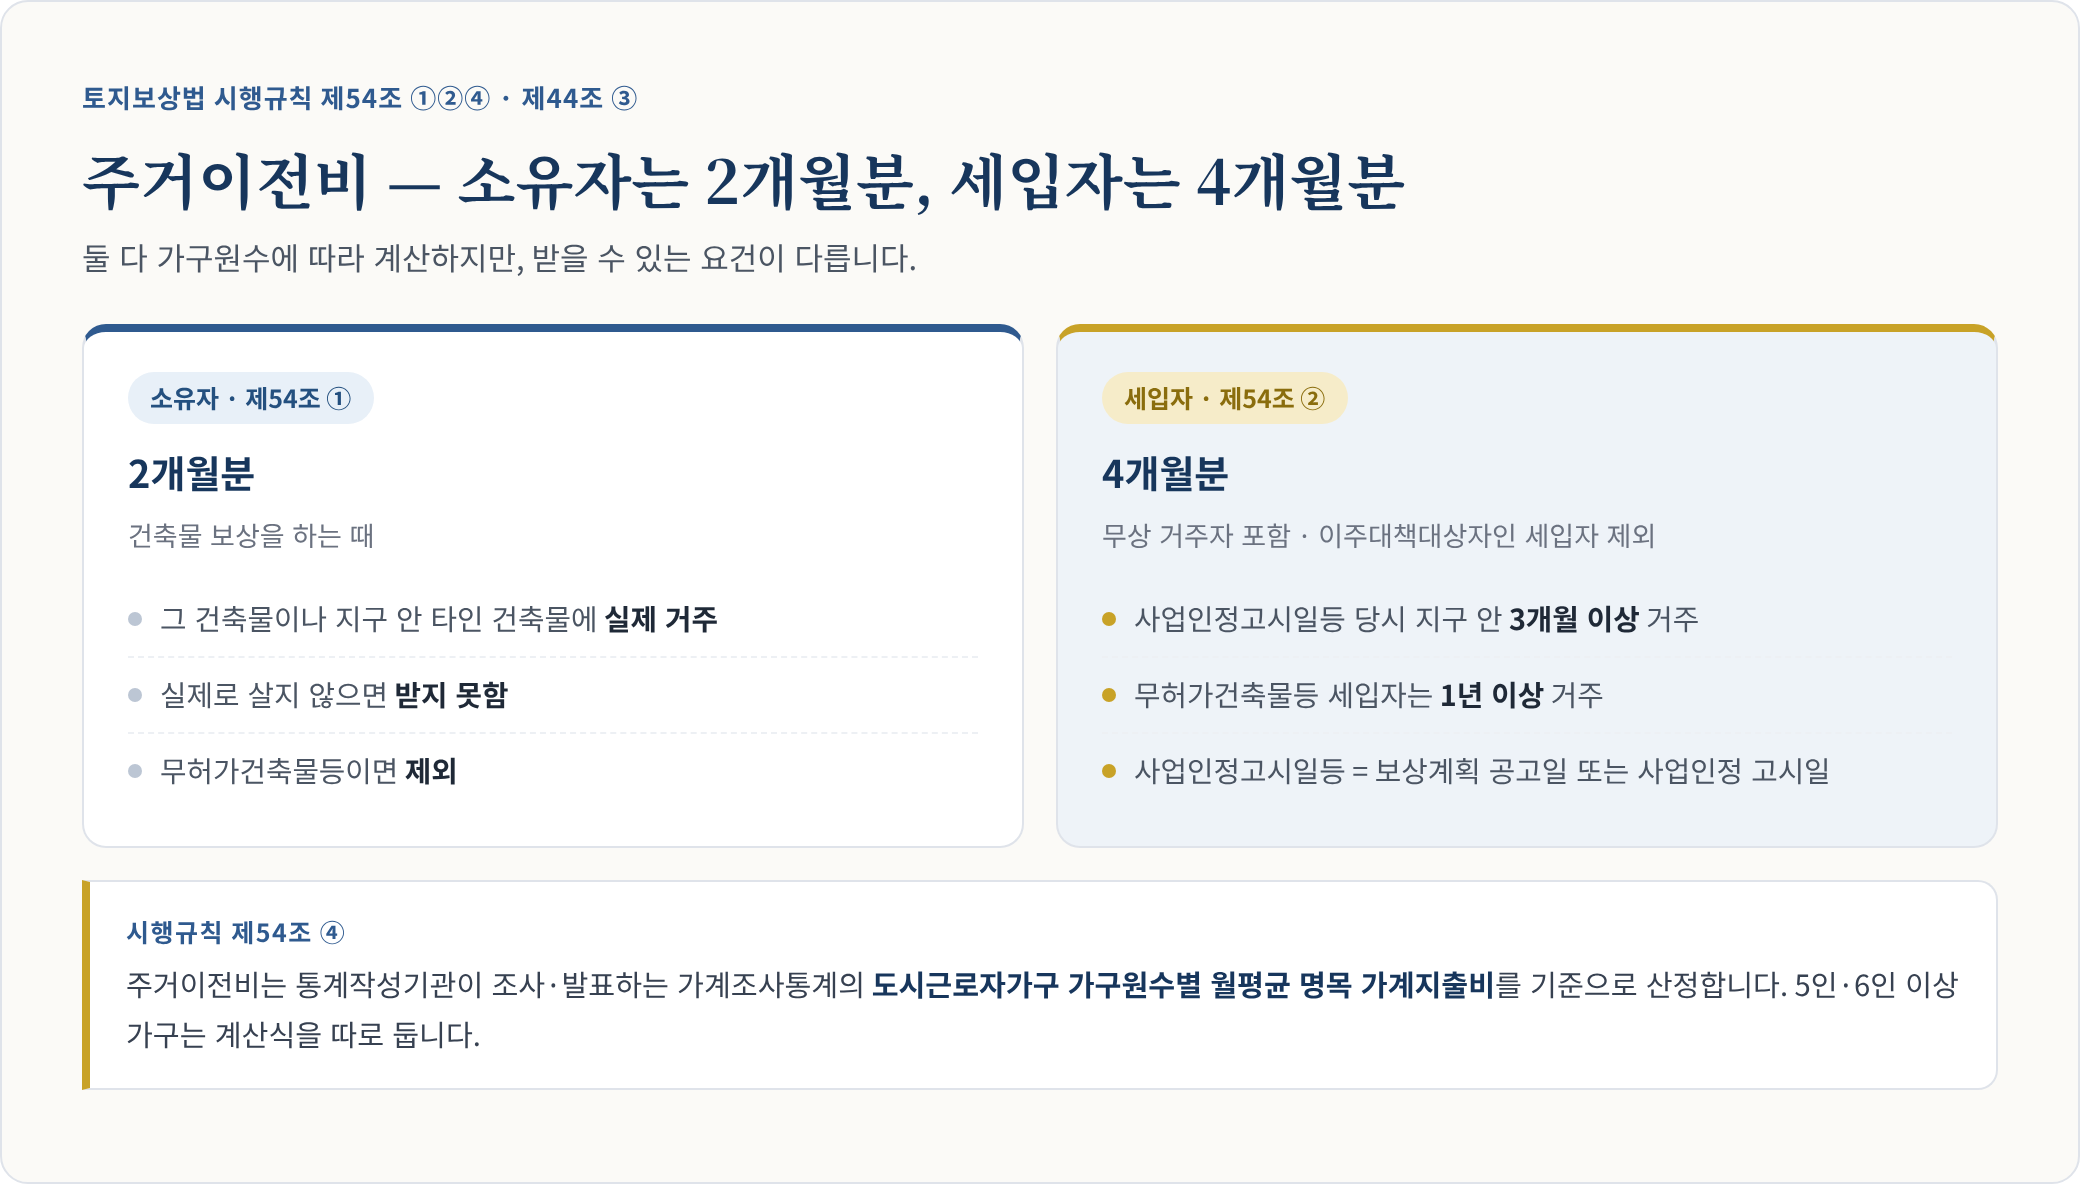 토지보상법 시행규칙 제54조 ①②④ · 제44조 ③
주거이전비 — 소유자는 2개월분, 세입자는 4개월분
둘 다 가구원수에 따라 계산하지만, 받을 수 있는 요건이 다릅니다.
소유자 · 제54조 ①
2개월분
건축물 보상을 하는 때
그 건축물이나 지구 안 타인 건축물에 실제 거주
실제로 살지 않으면 받지 못함
무허가건축물등이면 제외
세입자 · 제54조 ②
4개월분
무상 거주자 포함 · 이주대책대상자인 세입자 제외
사업인정고시일등 당시 지구 안 3개월 이상 거주
무허가건축물등 세입자는 1년 이상 거주
사업인정고시일등 = 보상계획 공고일 또는 사업인정 고시일
시행규칙 제54조 ④
주거이전비는 통계작성기관이 조사·발표하는 가계조사통계의 도시근로자가구 가구원수별 월평균 명목 가계지출비를 기준으로 산정합니다. 5인·6인 이상
가구는 계산식을 따로 둡니다.